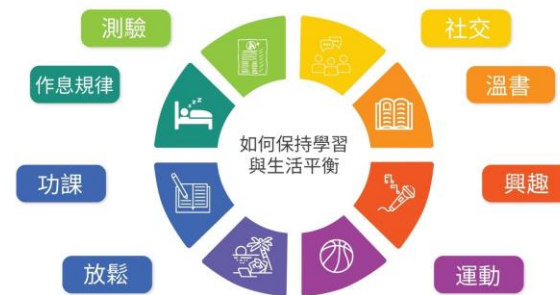 測驗
社交
作息規律
溫書
如何保持學習
與生活平衡
功課
興趣
放鬆
運動